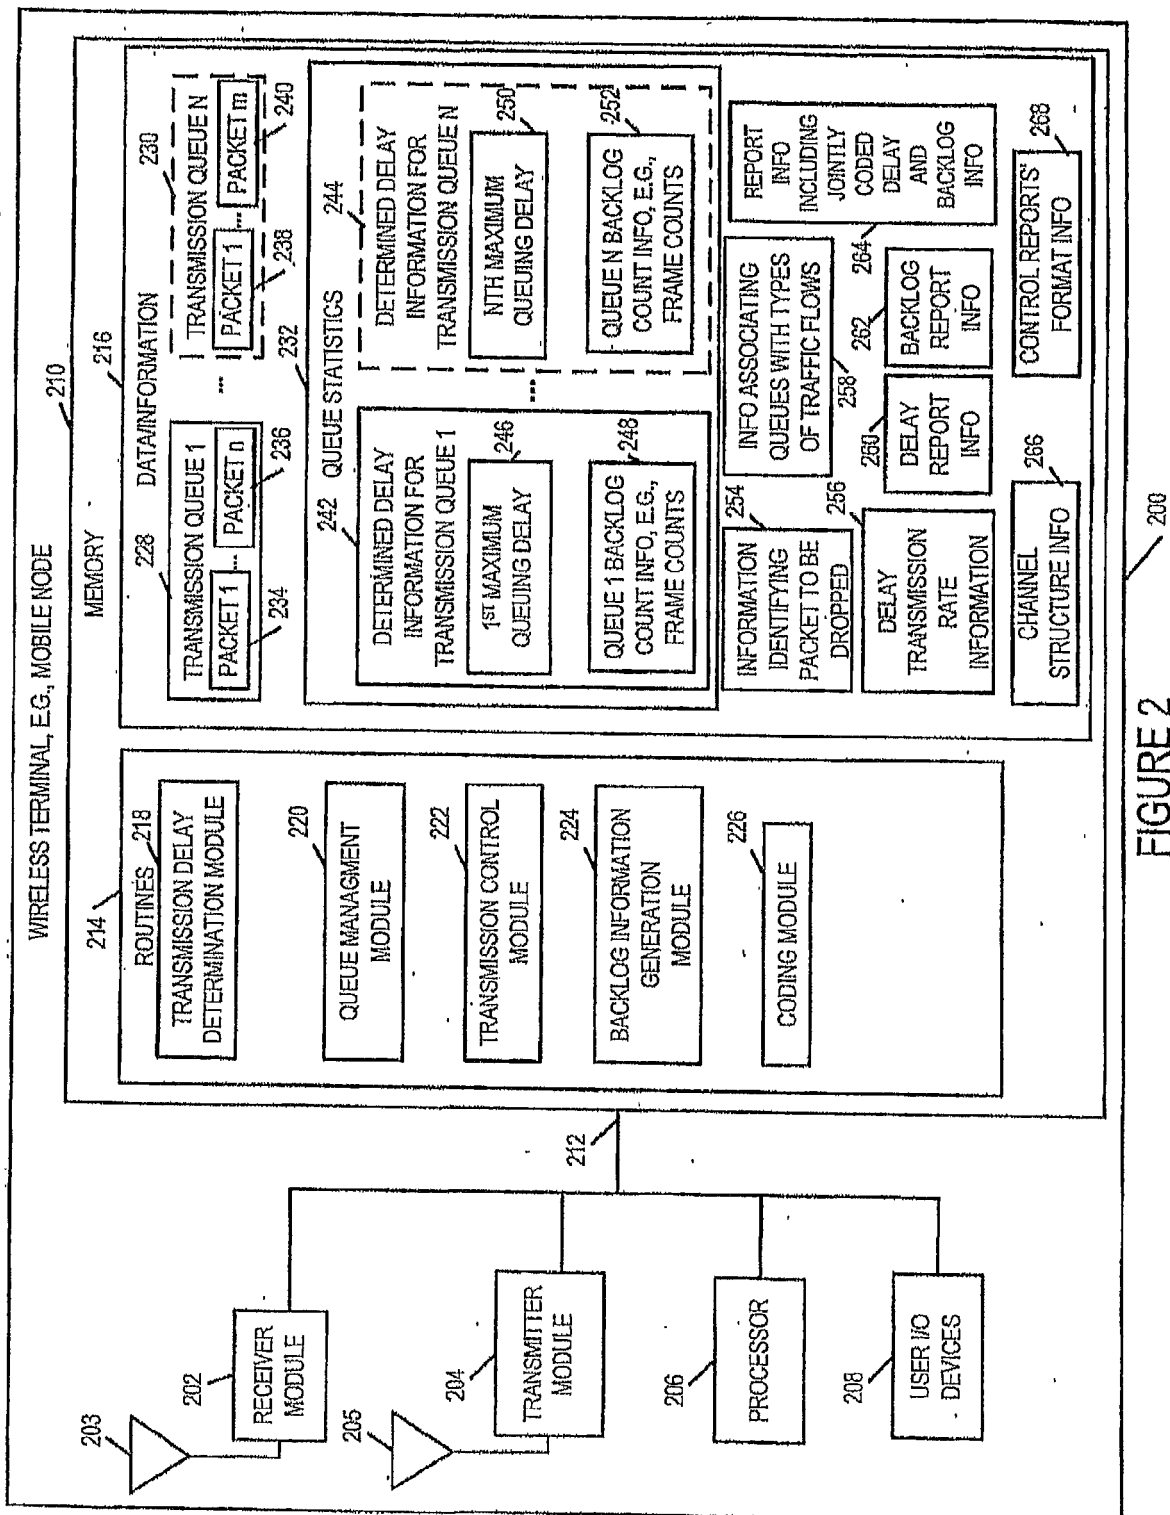 WIRELESS TERMINAL, E.G., MOBILE NODE
210
MEMORY
216
214
ROUTINES
218
TRANSMISSION DELAY
DETERMINATION MODULE
220
QUEUE MANAGMENT
MODULE
222
TRANSMISSION CONTROL
MODULE
224
BACKLOG INFORMATION
GENERATION
MODULE
226
CODING MODULE
DATA/INFORMATION
228
TRANSMISSION QUEUE 1
PACKET 1
...
PACKET n
234
236
...
230
TRANSMISSION QUEUE N
PACKET 1
...
PACKET m
238
240
232
QUEUE STATISTICS
242
DETERMINED DELAY
INFORMATION FOR
TRANSMISSION QUEUE 1
246
1ST MAXIMUM
QUEUING DELAY
248
QUEUE 1 BACKLOG
COUNT INFO, E.G.,
FRAME COUNTS
...
244
DETERMINED DELAY
INFORMATION FOR
TRANSMISSION QUEUE N
250
NTH MAXIMUM
QUEUING DELAY
252
QUEUE N BACKLOG
COUNT INFO, E.G.,
FRAME COUNTS
254
INFORMATION
IDENTIFYING
PACKET TO BE
DROPPED
INFO ASSOCIATING
QUEUES WITH TYPES
OF TRAFFIC FLOWS
258
REPORT
INFO
INCLUDING
JOINTLY
CODED
DELAY
AND
BACKLOG
INFO
264
256
DELAY
TRANSMISSION
RATE
INFORMATION
260
DELAY
REPORT
INFO
262
BACKLOG
REPORT
INFO
266
CHANNEL
STRUCTURE INFO
268
CONTROL REPORTS'
FORMAT INFO
212
203
202
RECEIVER
MODULE
205
204
TRANSMITTER
MODULE
206
PROCESSOR
208
USER I/O
DEVICES
200
FIGURE 2